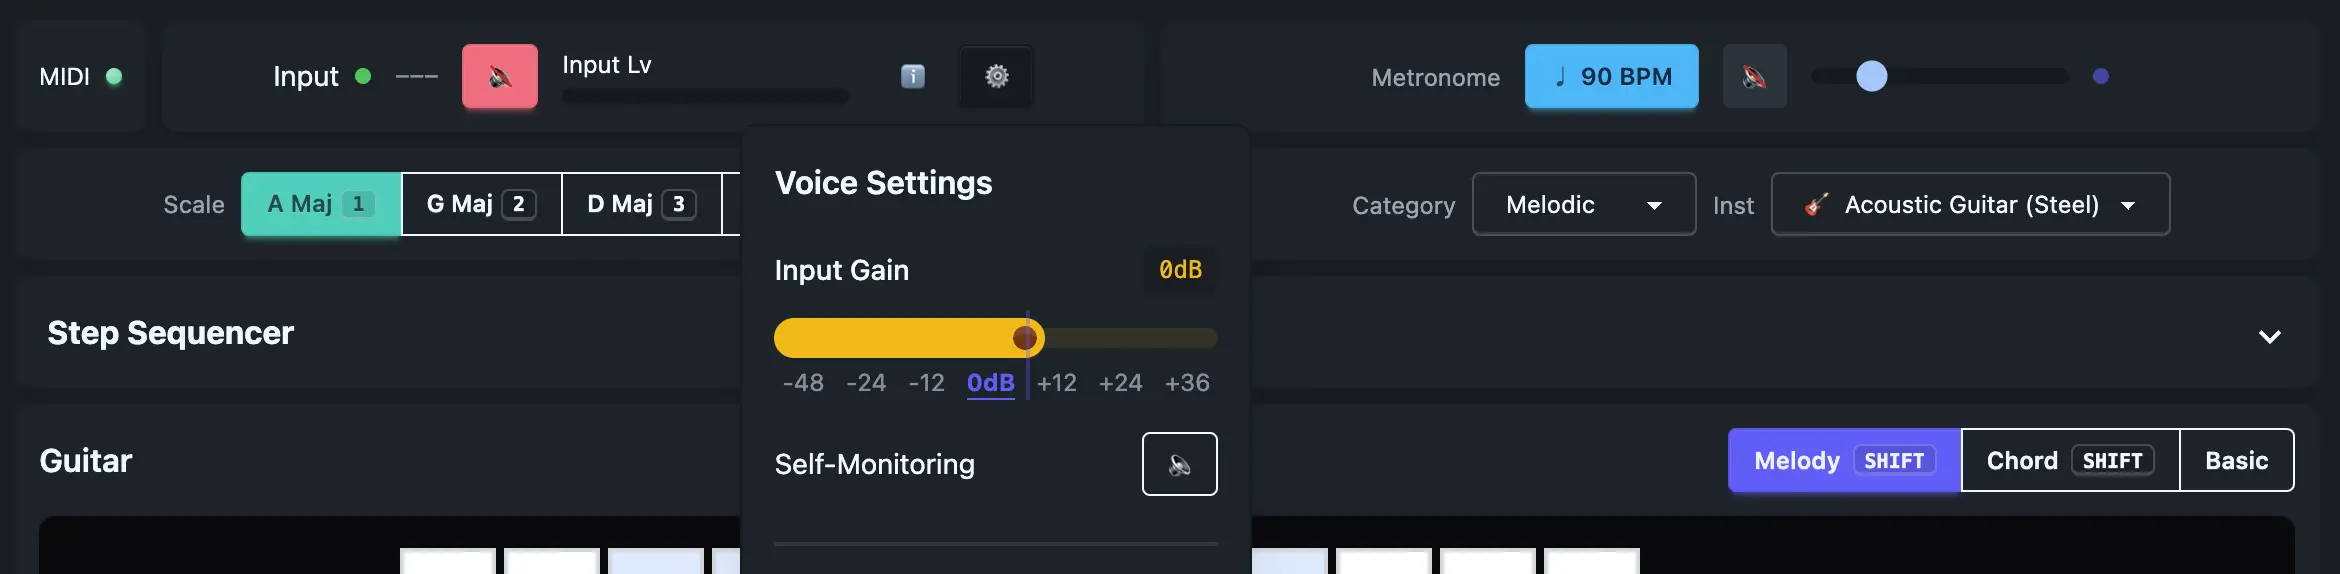 MIDI
Input
---
Input Lv
i
Metronome
♩ 90 BPM
Scale
A Maj 1
G Maj 2
D Maj 3
Category
Melodic
Inst
Acoustic Guitar (Steel)
Voice Settings
Input Gain
0dB
-48 -24 -12 0dB +12 +24 +36
Self-Monitoring
Step Sequencer
Guitar
Melody SHIFT
Chord SHIFT
Basic